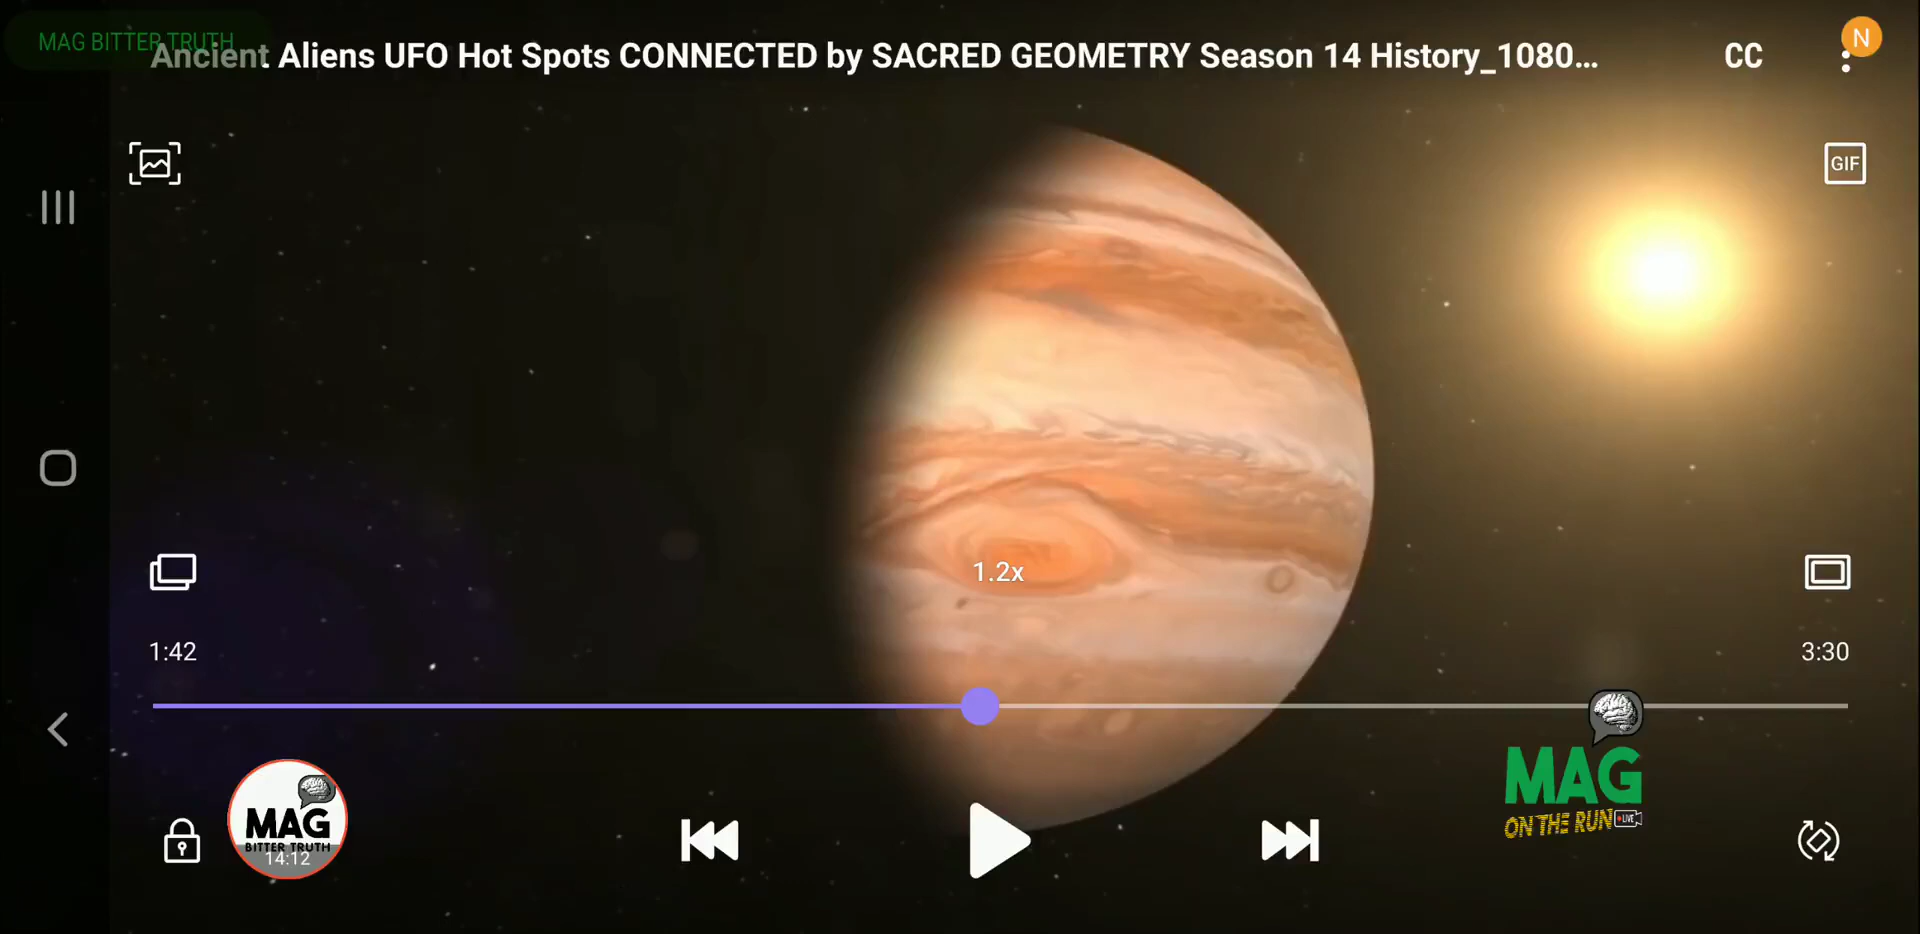 MAG BITTER TRUTH
Ancient Aliens UFO Hot Spots CONNECTED by SACRED GEOMETRY Season 14 History_1080...
CC
N
GIF
1.2x
1:42
3:30
MAG
BITTER TRUTH
14:12
MAG
ON THE RUN
LIVE